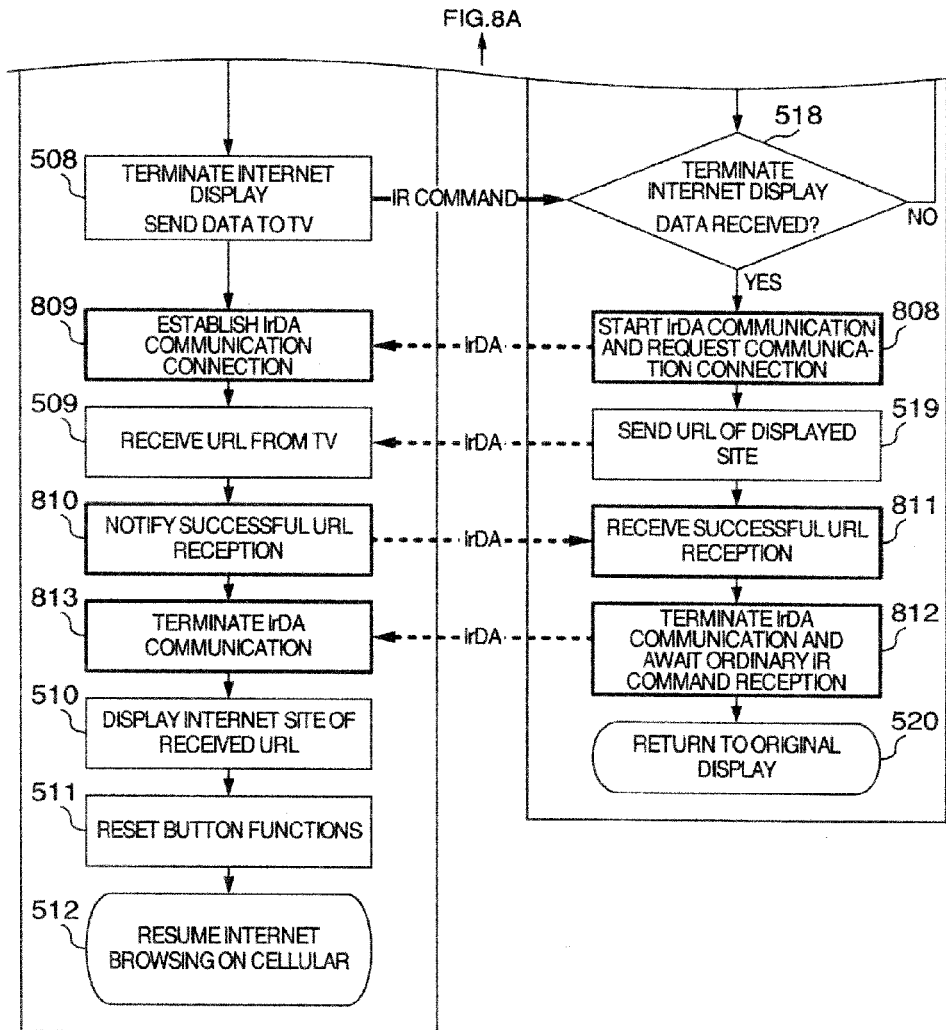 FIG.8A
508
TERMINATE INTERNET
DISPLAY
SEND DATA TO TV
IR COMMAND
518
TERMINATE
INTERNET DISPLAY
DATA RECEIVED?
NO
YES
809
ESTABLISH IrDA
COMMUNICATION
CONNECTION
IrDA
START IrDA COMMUNICATION
AND REQUEST COMMUNICA-
TION CONNECTION
808
509
RECEIVE URL FROM TV
IrDA
SEND URL OF DISPLAYED
SITE
519
810
NOTIFY SUCCESSFUL URL
RECEPTION
IrDA
RECEIVE SUCCESSFUL URL
RECEPTION
811
813
TERMINATE IrDA
COMMUNICATION
IrDA
TERMINATE IrDA
COMMUNICATION AND
AWAIT ORDINARY IR
COMMAND RECEPTION
812
510
DISPLAY INTERNET SITE OF
RECEIVED URL
RETURN TO ORIGINAL
DISPLAY
520
511
RESET BUTTON FUNCTIONS
512
RESUME INTERNET
BROWSING ON CELLULAR